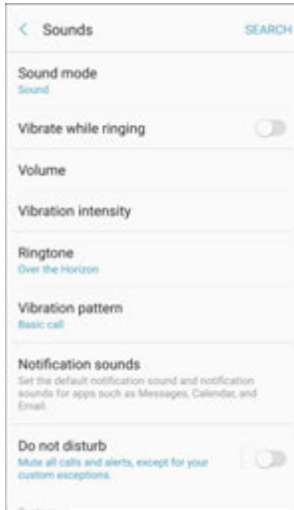 Sounds SEARCH
Sound mode
Sound
Vibrate while ringing
Volume
Vibration intensity
Ringtone
Over the Horizon
Vibration pattern
Basic call
Notification sounds
Set the default notification sound and notification
sounds for apps such as Messages, Calendar, and
Email.
Do not disturb
Mute all calls and alerts, except for your
custom exceptions.